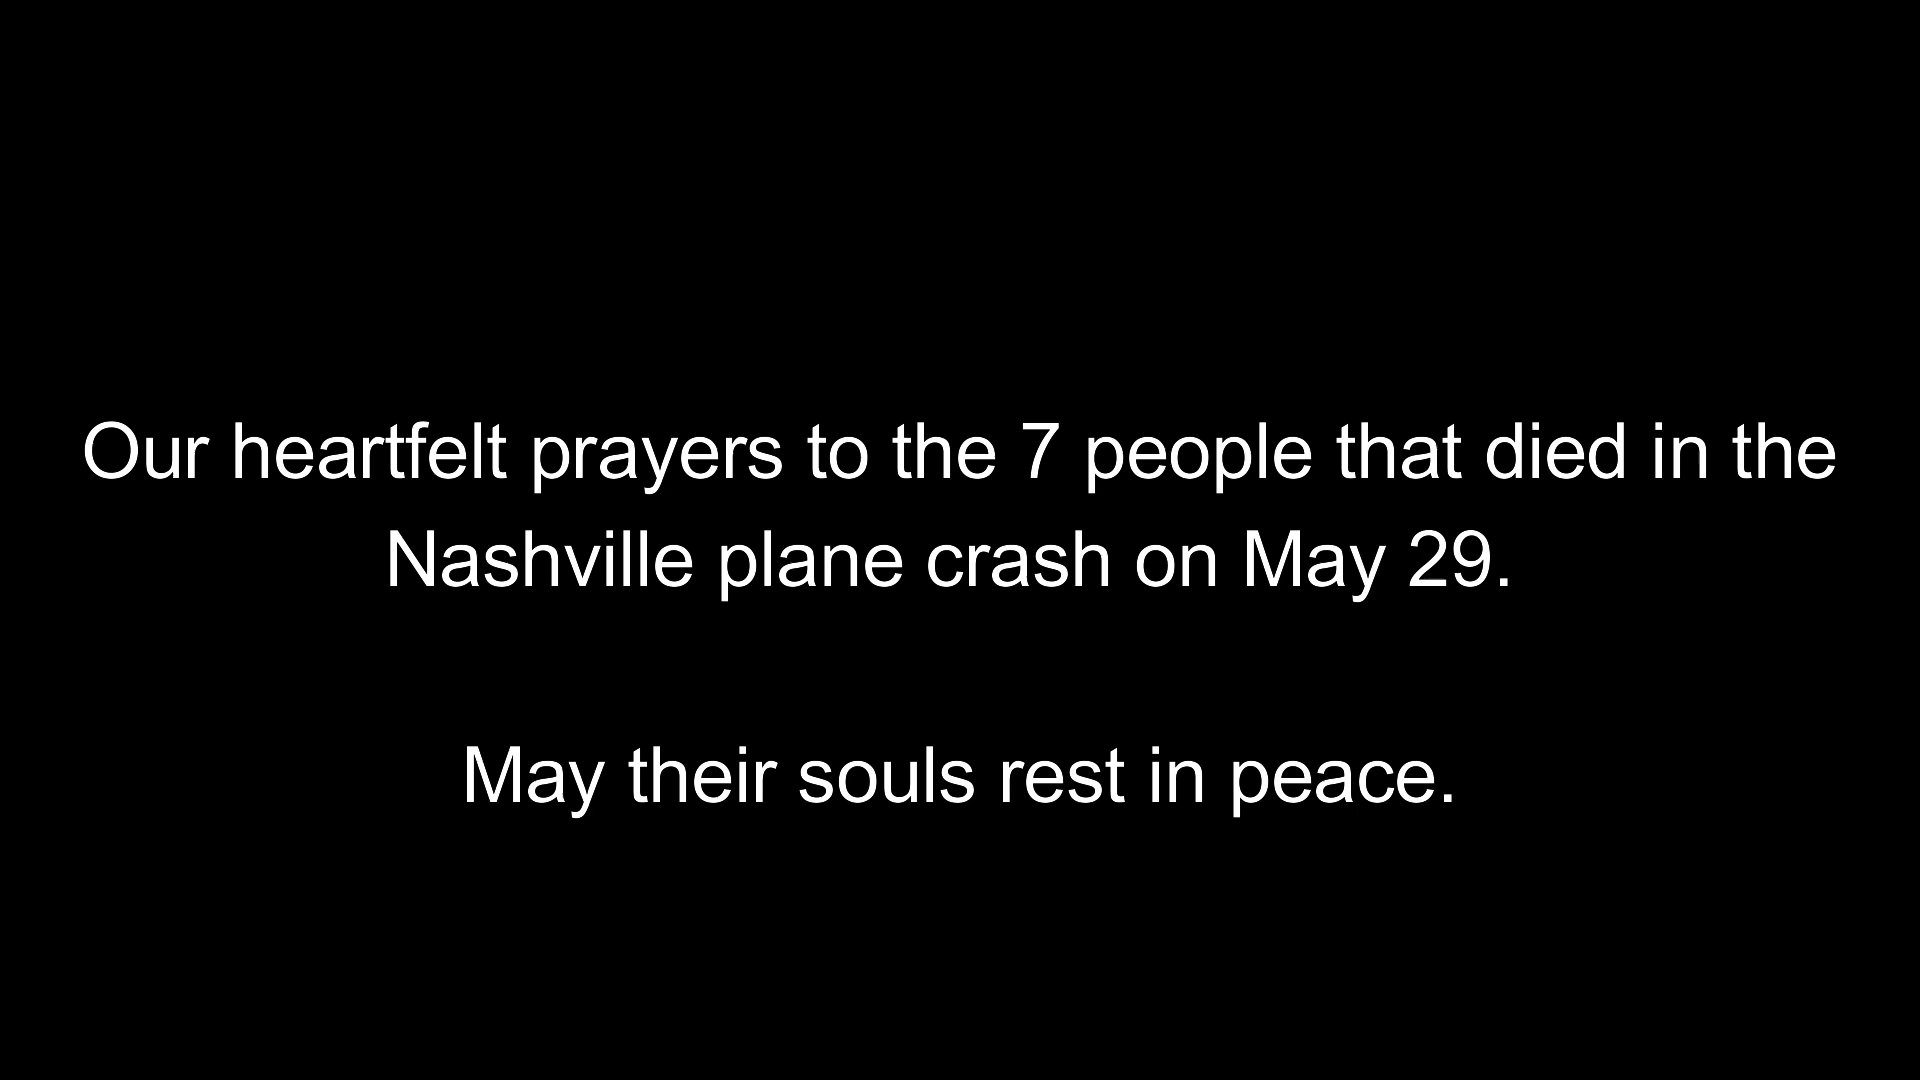 Our heartfelt prayers to the 7 people that died in the
Nashville plane crash on May 29.
May their souls rest in peace.